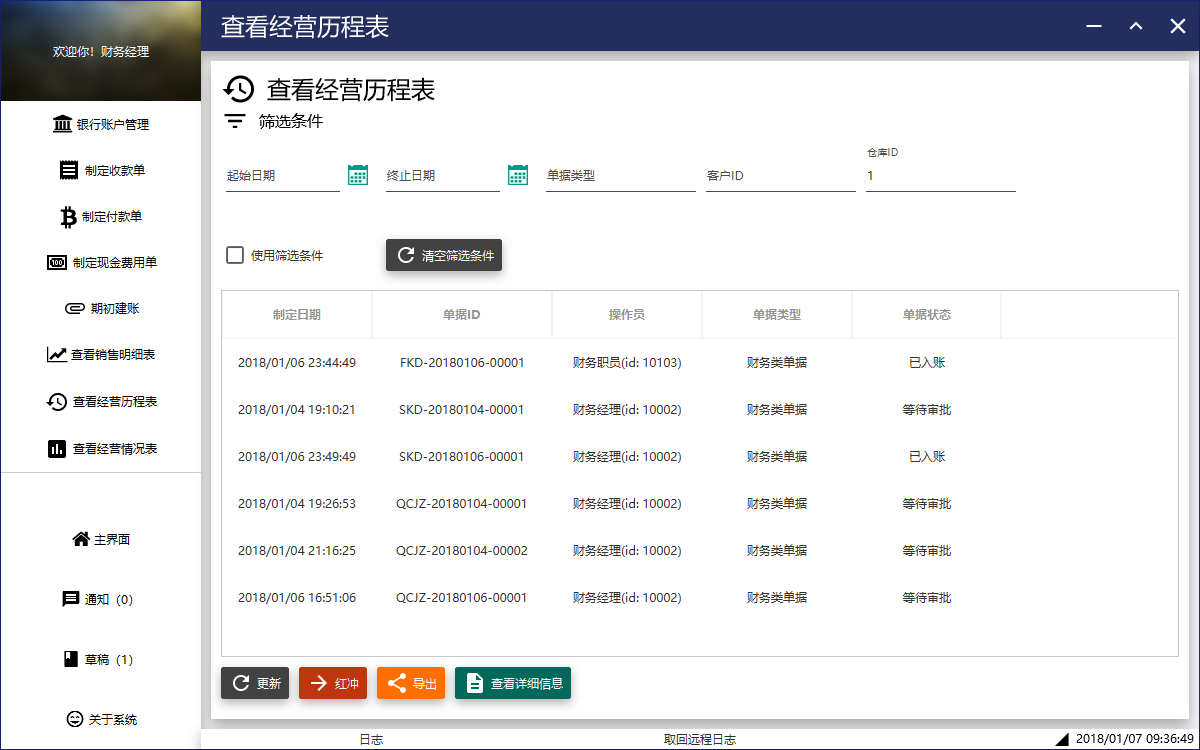 欢迎你！财务经理
银行账户管理
制定收款单
制定付款单
100 制定现金费用单
期初建账
查看销售明细表
查看经营历程表
查看经营情况表
主界面
通知（0）
草稿（1）
关于系统
查看经营历程表
查看经营历程表
筛选条件
仓库ID
起始日期 终止日期 单据类型 客户ID 1
使用筛选条件 清空筛选条件
制定日期 单据ID 操作员 单据类型 单据状态
2018/01/06 23:44:49 FKD-20180106-00001 财务职员(id: 10103) 财务类单据 已入账
2018/01/04 19:10:21 SKD-20180104-00001 财务经理(id: 10002) 财务类单据 等待审批
2018/01/06 23:49:49 SKD-20180106-00001 财务经理(id: 10002) 财务类单据 已入账
2018/01/04 19:26:53 QCJZ-20180104-00001 财务经理(id: 10002) 财务类单据 等待审批
2018/01/04 21:16:25 QCJZ-20180104-00002 财务经理(id: 10002) 财务类单据 等待审批
2018/01/06 16:51:06 QCJZ-20180106-00001 财务经理(id: 10002) 财务类单据 等待审批
更新 红冲 导出 查看详细信息
日志 取回远程日志 2018/01/07 09:36:49